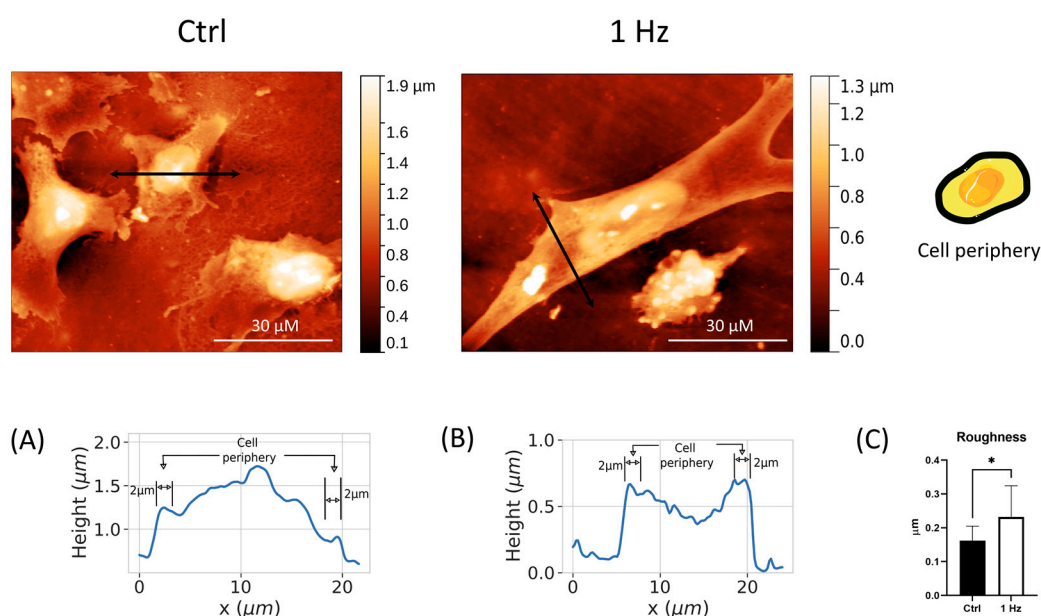 Ctrl
1 Hz
1.9 μm
1.6
1.4
1.2
1.0
0.8
0.6
0.4
0.1
30 μM
1.3 μm
1.2
1.0
0.8
0.6
0.4
0.0
30 μM
Cell periphery
(A)
Height (μm)
2.0
1.5
1.0
Cell
periphery
2μm
2μm
0
10
20
x (μm)
(B)
Height (μm)
1.0
0.5
0.0
Cell
periphery
2μm
2μm
0
10
20
x (μm)
(C)
Roughness
*
μm
0.4
0.3
0.2
0.1
0.0
Ctrl
1 Hz